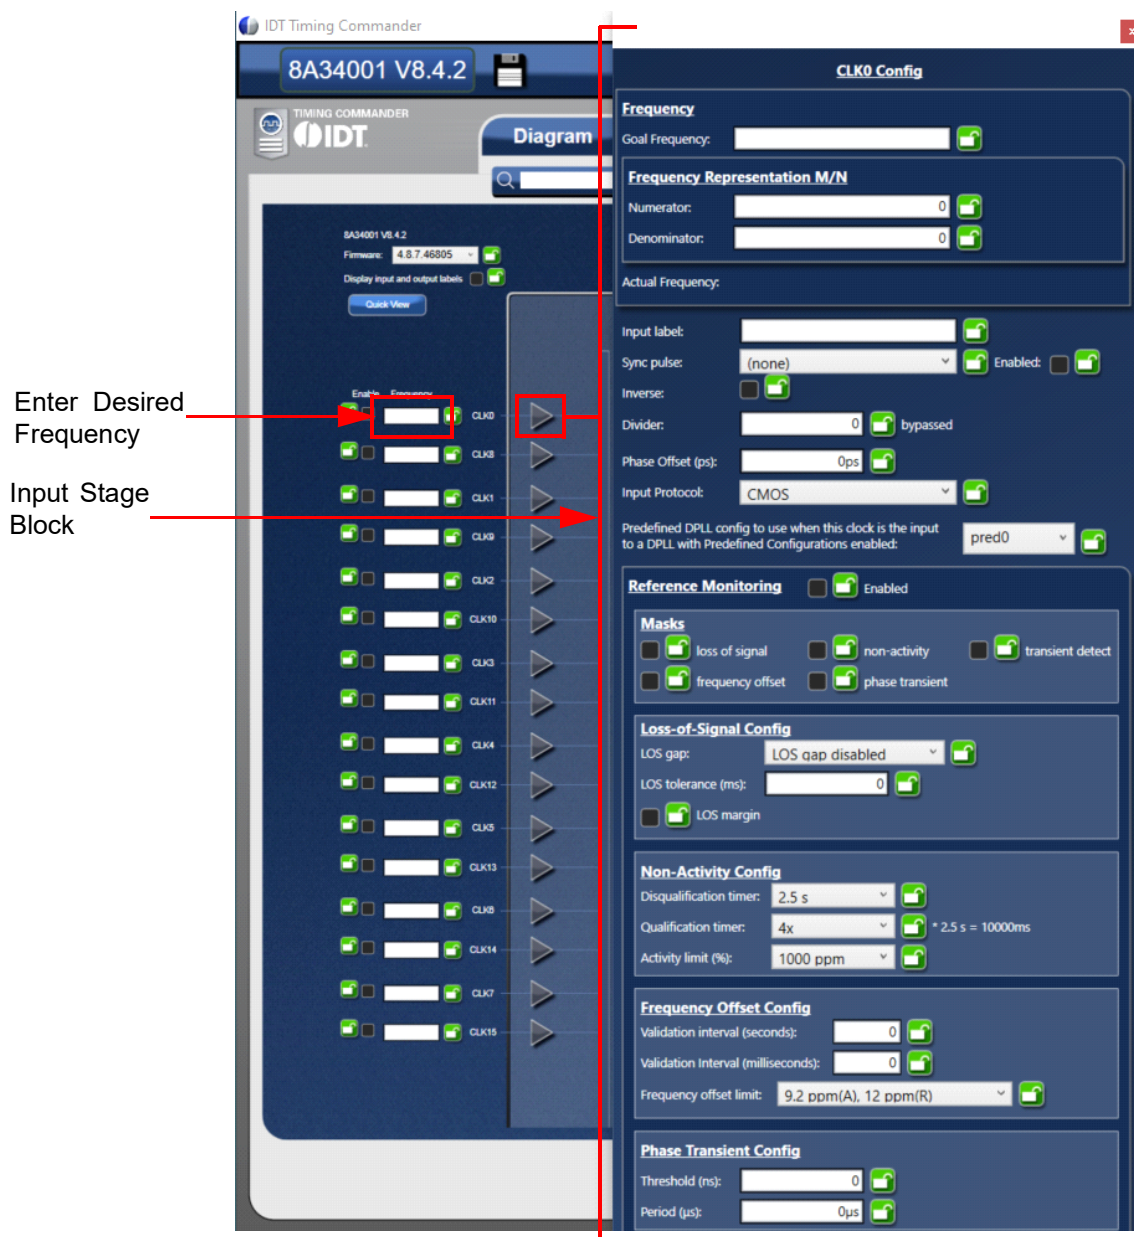 IDT Timing Commander
8A34001 V8.4.2
TIMING COMMANDER
IDT.
Diagram
8A34001 V8.4.2
Firmware: 4.8.7.46805
Display input and output labels
Quick View
Enable Frequency
CLK0
CLK8
CLK1
CLK9
CLK2
CLK10
CLK3
CLK11
CLK4
CLK12
CLK5
CLK13
CLK6
CLK14
CLK7
CLK15
Enter Desired
Frequency
Input Stage
Block
CLK0 Config
Frequency
Goal Frequency:
Frequency Representation M/N
Numerator: 0
Denominator: 0
Actual Frequency:
Input label:
Sync pulse: (none) Enabled:
Inverse:
Divider: 0 bypassed
Phase Offset (ps): 0ps
Input Protocol: CMOS
Predefined DPLL config to use when this clock is the input
to a DPLL with Predefined Configurations enabled: pred0
Reference Monitoring Enabled
Masks
loss of signal non-activity transient detect
frequency offset phase transient
Loss-of-Signal Config
LOS gap: LOS gap disabled
LOS tolerance (ms): 0
LOS margin
Non-Activity Config
Disqualification timer: 2.5 s
Qualification timer: 4x * 2.5 s = 10000ms
Activity limit (%): 1000 ppm
Frequency Offset Config
Validation interval (seconds): 0
Validation Interval (milliseconds): 0
Frequency offset limit: 9.2 ppm(A), 12 ppm(R)
Phase Transient Config
Threshold (ns): 0
Period (µs): 0µs